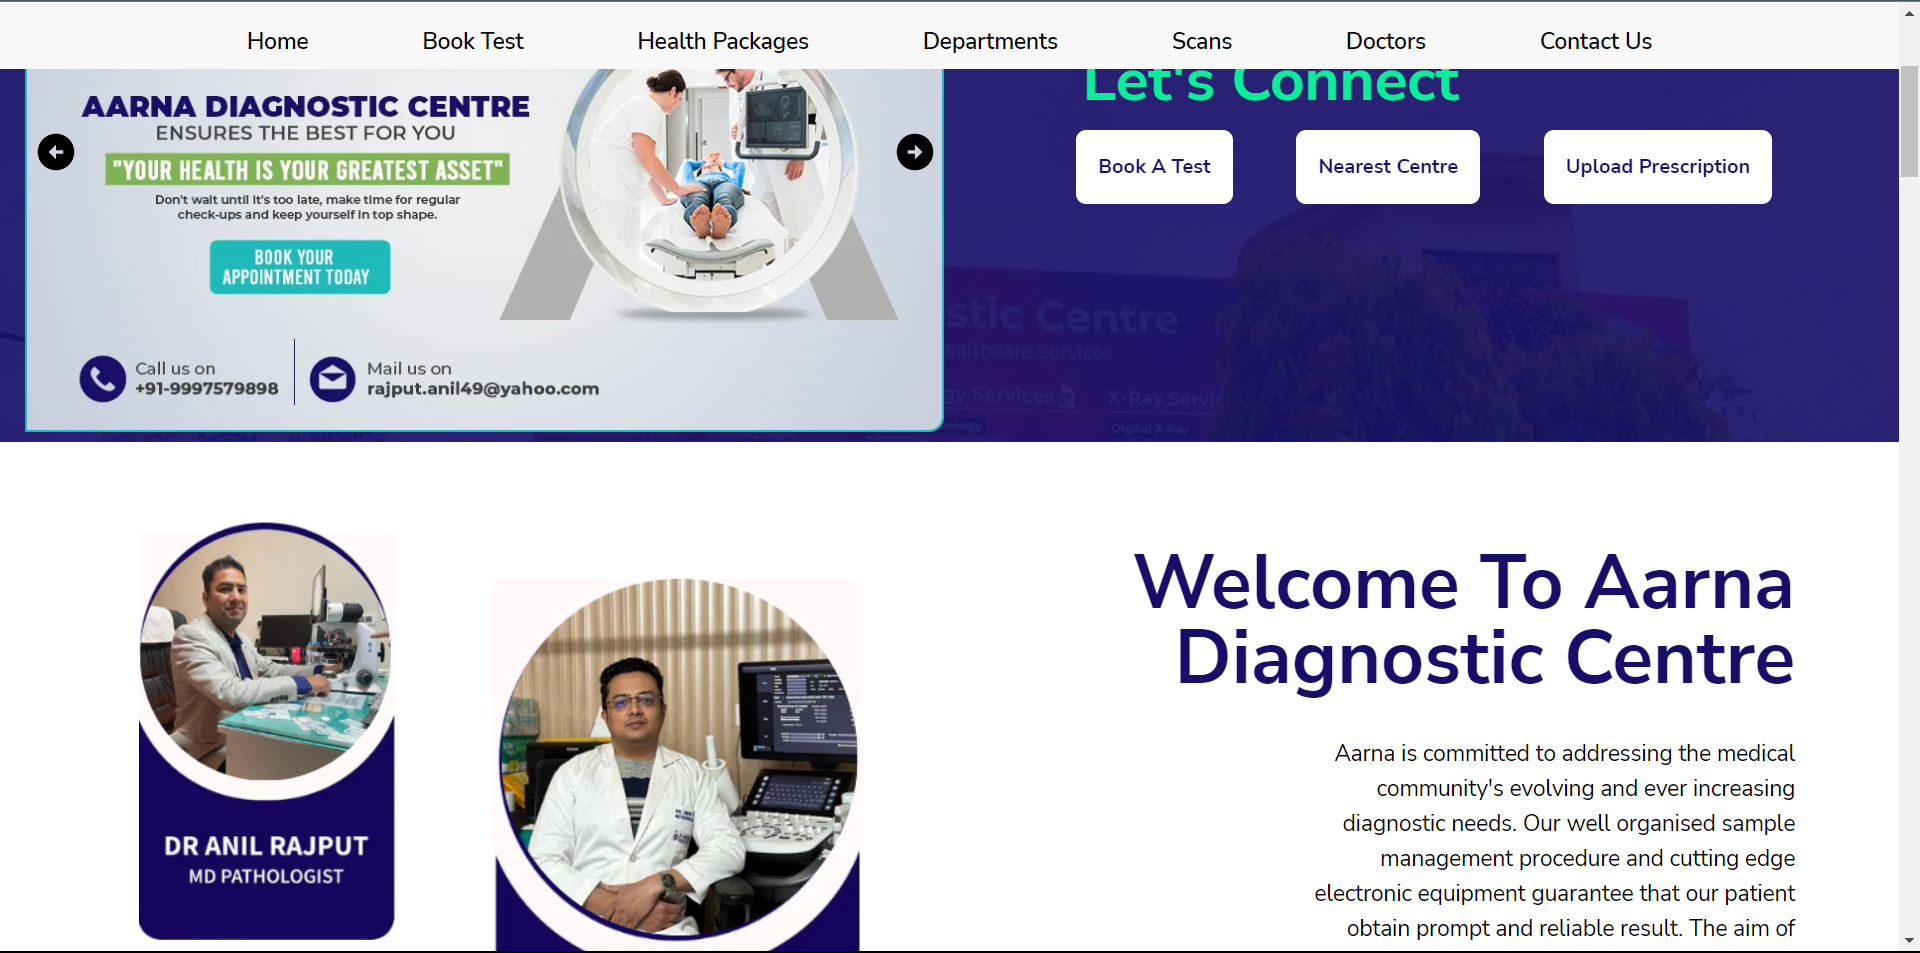 Home Book Test Health Packages Departments Scans Doctors Contact Us
AARNA DIAGNOSTIC CENTRE
ENSURES THE BEST FOR YOU
"YOUR HEALTH IS YOUR GREATEST ASSET"
Don't wait until it's too late, make time for regular
check-ups and keep yourself in top shape.
BOOK YOUR
APPOINTMENT TODAY
Call us on
+91-9997579898
Mail us on
rajput.anil49@yahoo.com
Let's Connect
Book A Test Nearest Centre Upload Prescription
stic Centre
ealthcare Services
gy Services
X-Ray Servic
ology
Digital X-Ray
DR ANIL RAJPUT
MD PATHOLOGIST
Welcome To Aarna
Diagnostic Centre
Aarna is committed to addressing the medical
community's evolving and ever increasing
diagnostic needs. Our well organised sample
management procedure and cutting edge
electronic equipment guarantee that our patient
obtain prompt and reliable result. The aim of